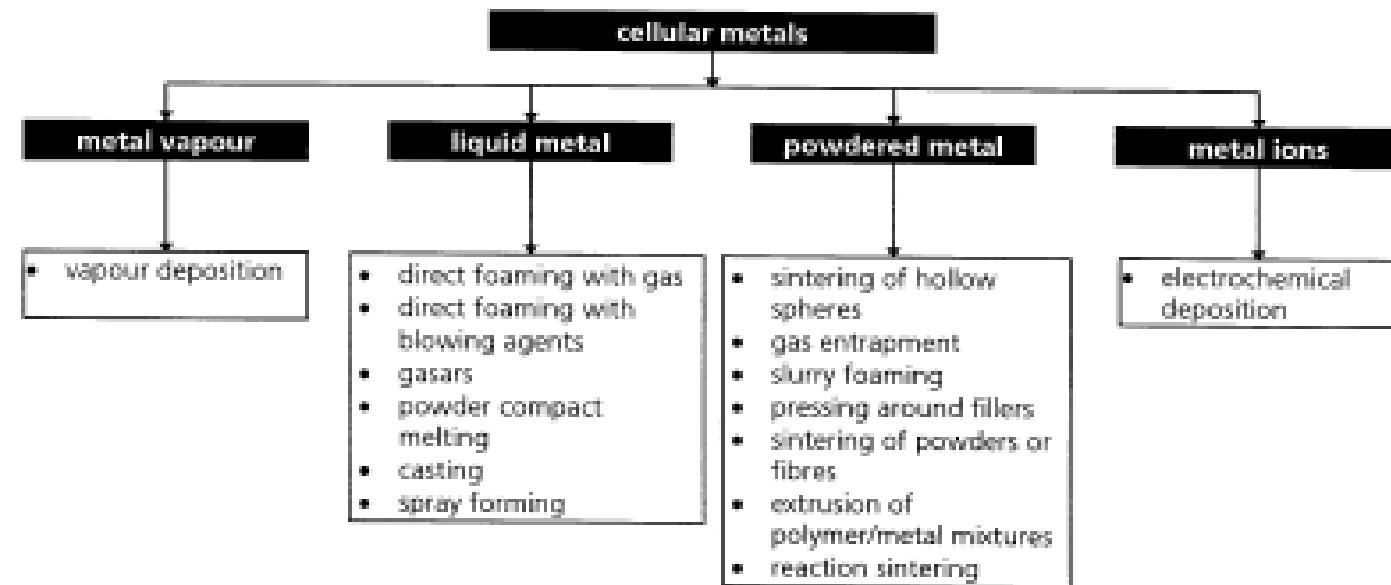 cellular metals
metal vapour
liquid metal
powdered metal
metal ions
• vapour deposition
• direct foaming with gas
• direct foaming with
blowing agents
• gasars
• powder compact
melting
• casting
• spray forming
• sintering of hollow
spheres
• gas entrapment
• slurry foaming
• pressing around fillers
• sintering of powders or
fibres
• extrusion of
polymer/metal mixtures
• reaction sintering
• electrochemical
deposition